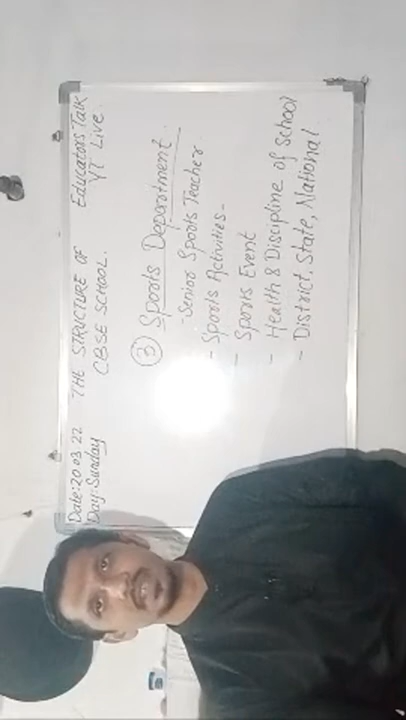 Date: 20 03 22 THE STRUCTURE OF Educators Talk
Day: Sunday CBSE SCHOOL. YT Live.
③ Sports Department.
- Senior Sports Teacher.
- Sports Activities -
- Sports Event
- Health & Discipline of School
- District, State, National